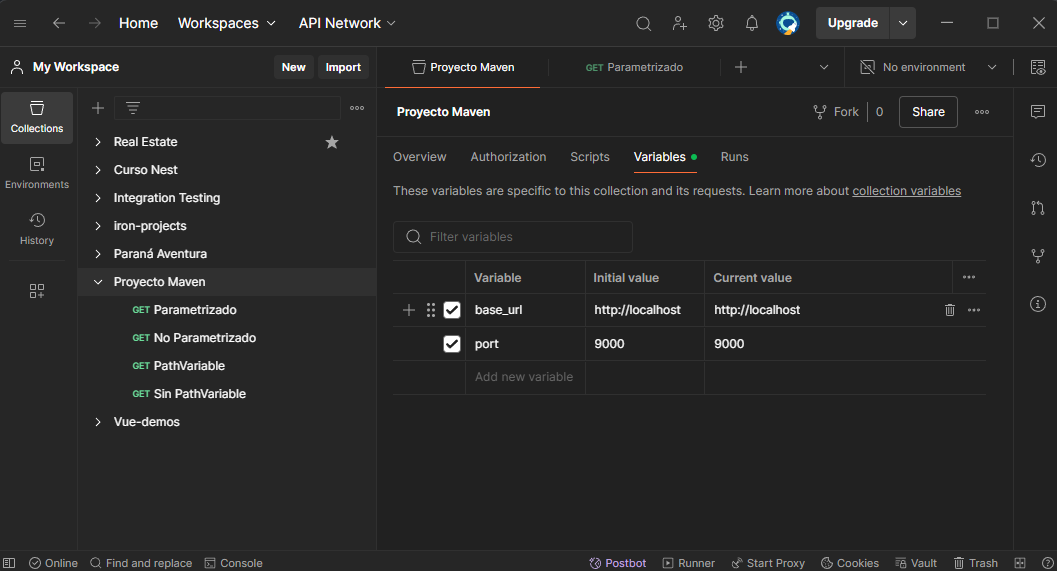 Home Workspaces API Network Upgrade
My Workspace New Import
Proyecto Maven GET Parametrizado No environment
Collections
Environments
History
Real Estate
Curso Nest
Integration Testing
iron-projects
Paraná Aventura
Proyecto Maven
GET Parametrizado
GET No Parametrizado
GET PathVariable
GET Sin PathVariable
Vue-demos
Proyecto Maven Fork 0 Share
Overview Authorization Scripts Variables Runs
These variables are specific to this collection and its requests. Learn more about collection variables
Filter variables
Variable Initial value Current value
base_url http://localhost http://localhost
port 9000 9000
Add new variable
Online Find and replace Console Postbot Runner Start Proxy Cookies Vault Trash